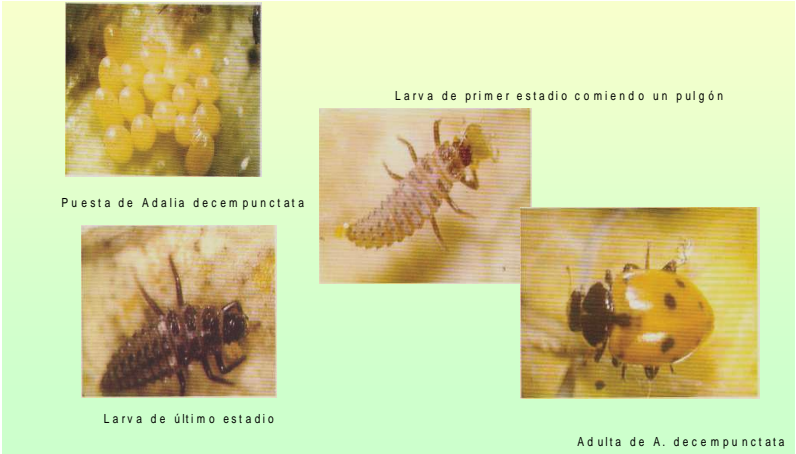 Larva de primer estadio comiendo un pulgón
Puesta de Adalia decempunctata
Larva de último estadio
Adulta de A. decempunctata